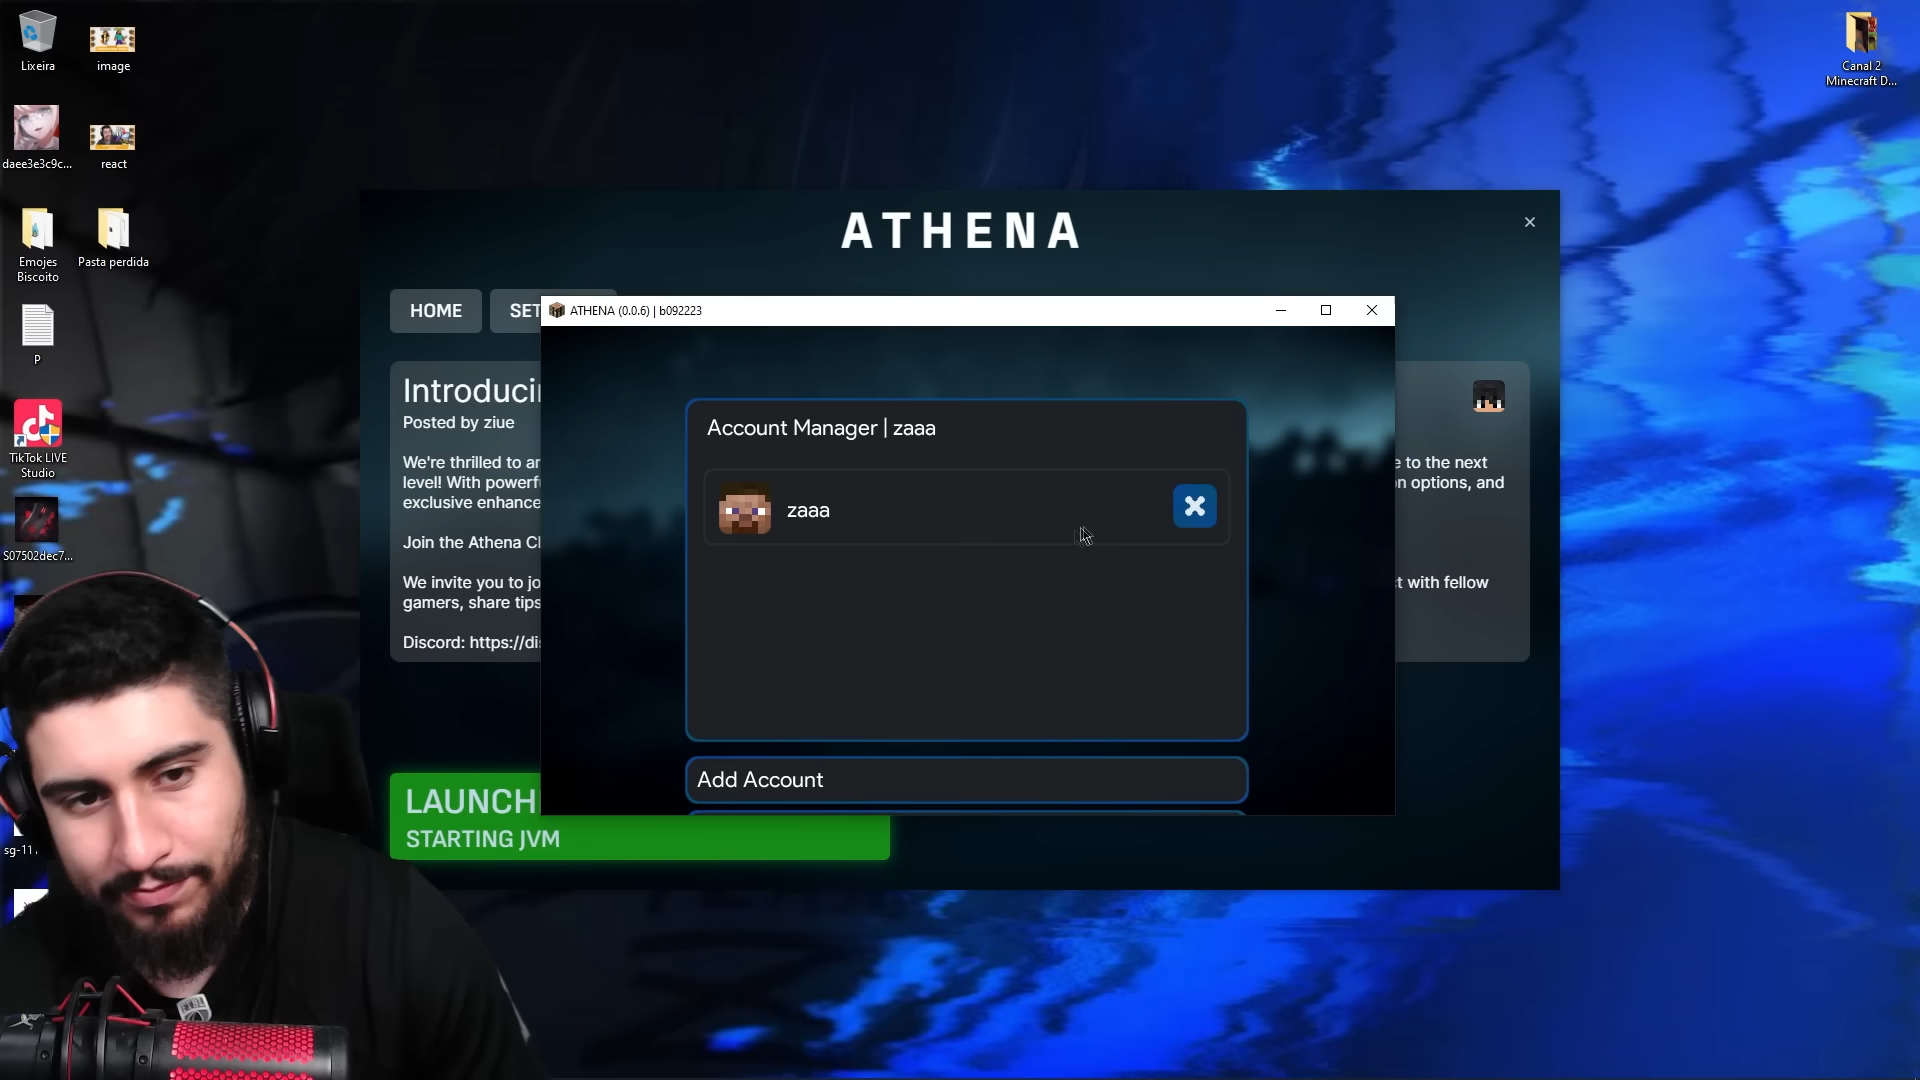 Lixeira
image
Canal 2
Minecraft D...
daee3e3c9c...
react
Emojes
Biscoito
Pasta perdida
P
TikTok LIVE
Studio
S07502dec7...
sg-11
ATHENA
HOME
SET
ATHENA (0.0.6) | b092223
Introducin
Posted by ziue
We're thrilled to an
e to the next
level! With powerf
n options, and
exclusive enhance
Join the Athena Cl
We invite you to jo
t with fellow
gamers, share tips
Discord: https://dis
Account Manager | zaaa
zaaa
Add Account
LAUNCH
STARTING JVM